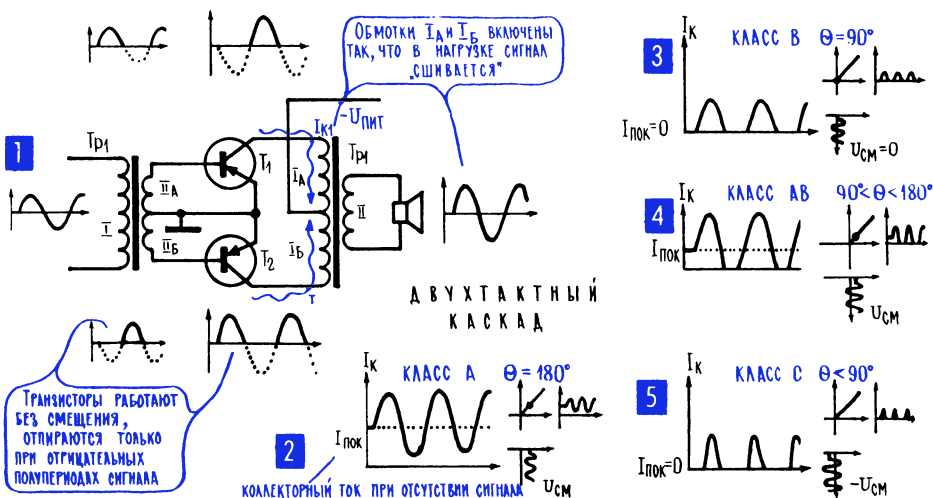 Обмотки IА и IБ включены
так, что в нагрузке сигнал
„сшивается"
-Uпит
1
Тр1
I
IIА
IIБ
Т1
Т2
Iк1
IА
IБ
Тр1
II
ДВУХТАКТНЫЙ
КАСКАД
Транзисторы работают
без смещения,
отпираются только
при отрицательных
полупериодах сигнала
2
Iк
КЛАСС А Θ = 180°
Iпок
Uсм
коллекторный ток при отсутствии сигнала
3
Iк
КЛАСС В Θ=90°
Iпок=0
Uсм=0
4
Iк
КЛАСС АВ 90°<Θ<180°
Iпок
Uсм
5
Iк
КЛАСС С Θ<90°
Iпок=0
-Uсм